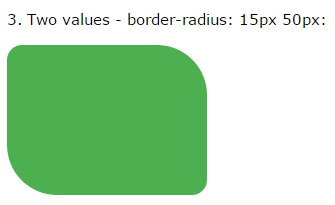 3. Two values - border-radius: 15px 50px: